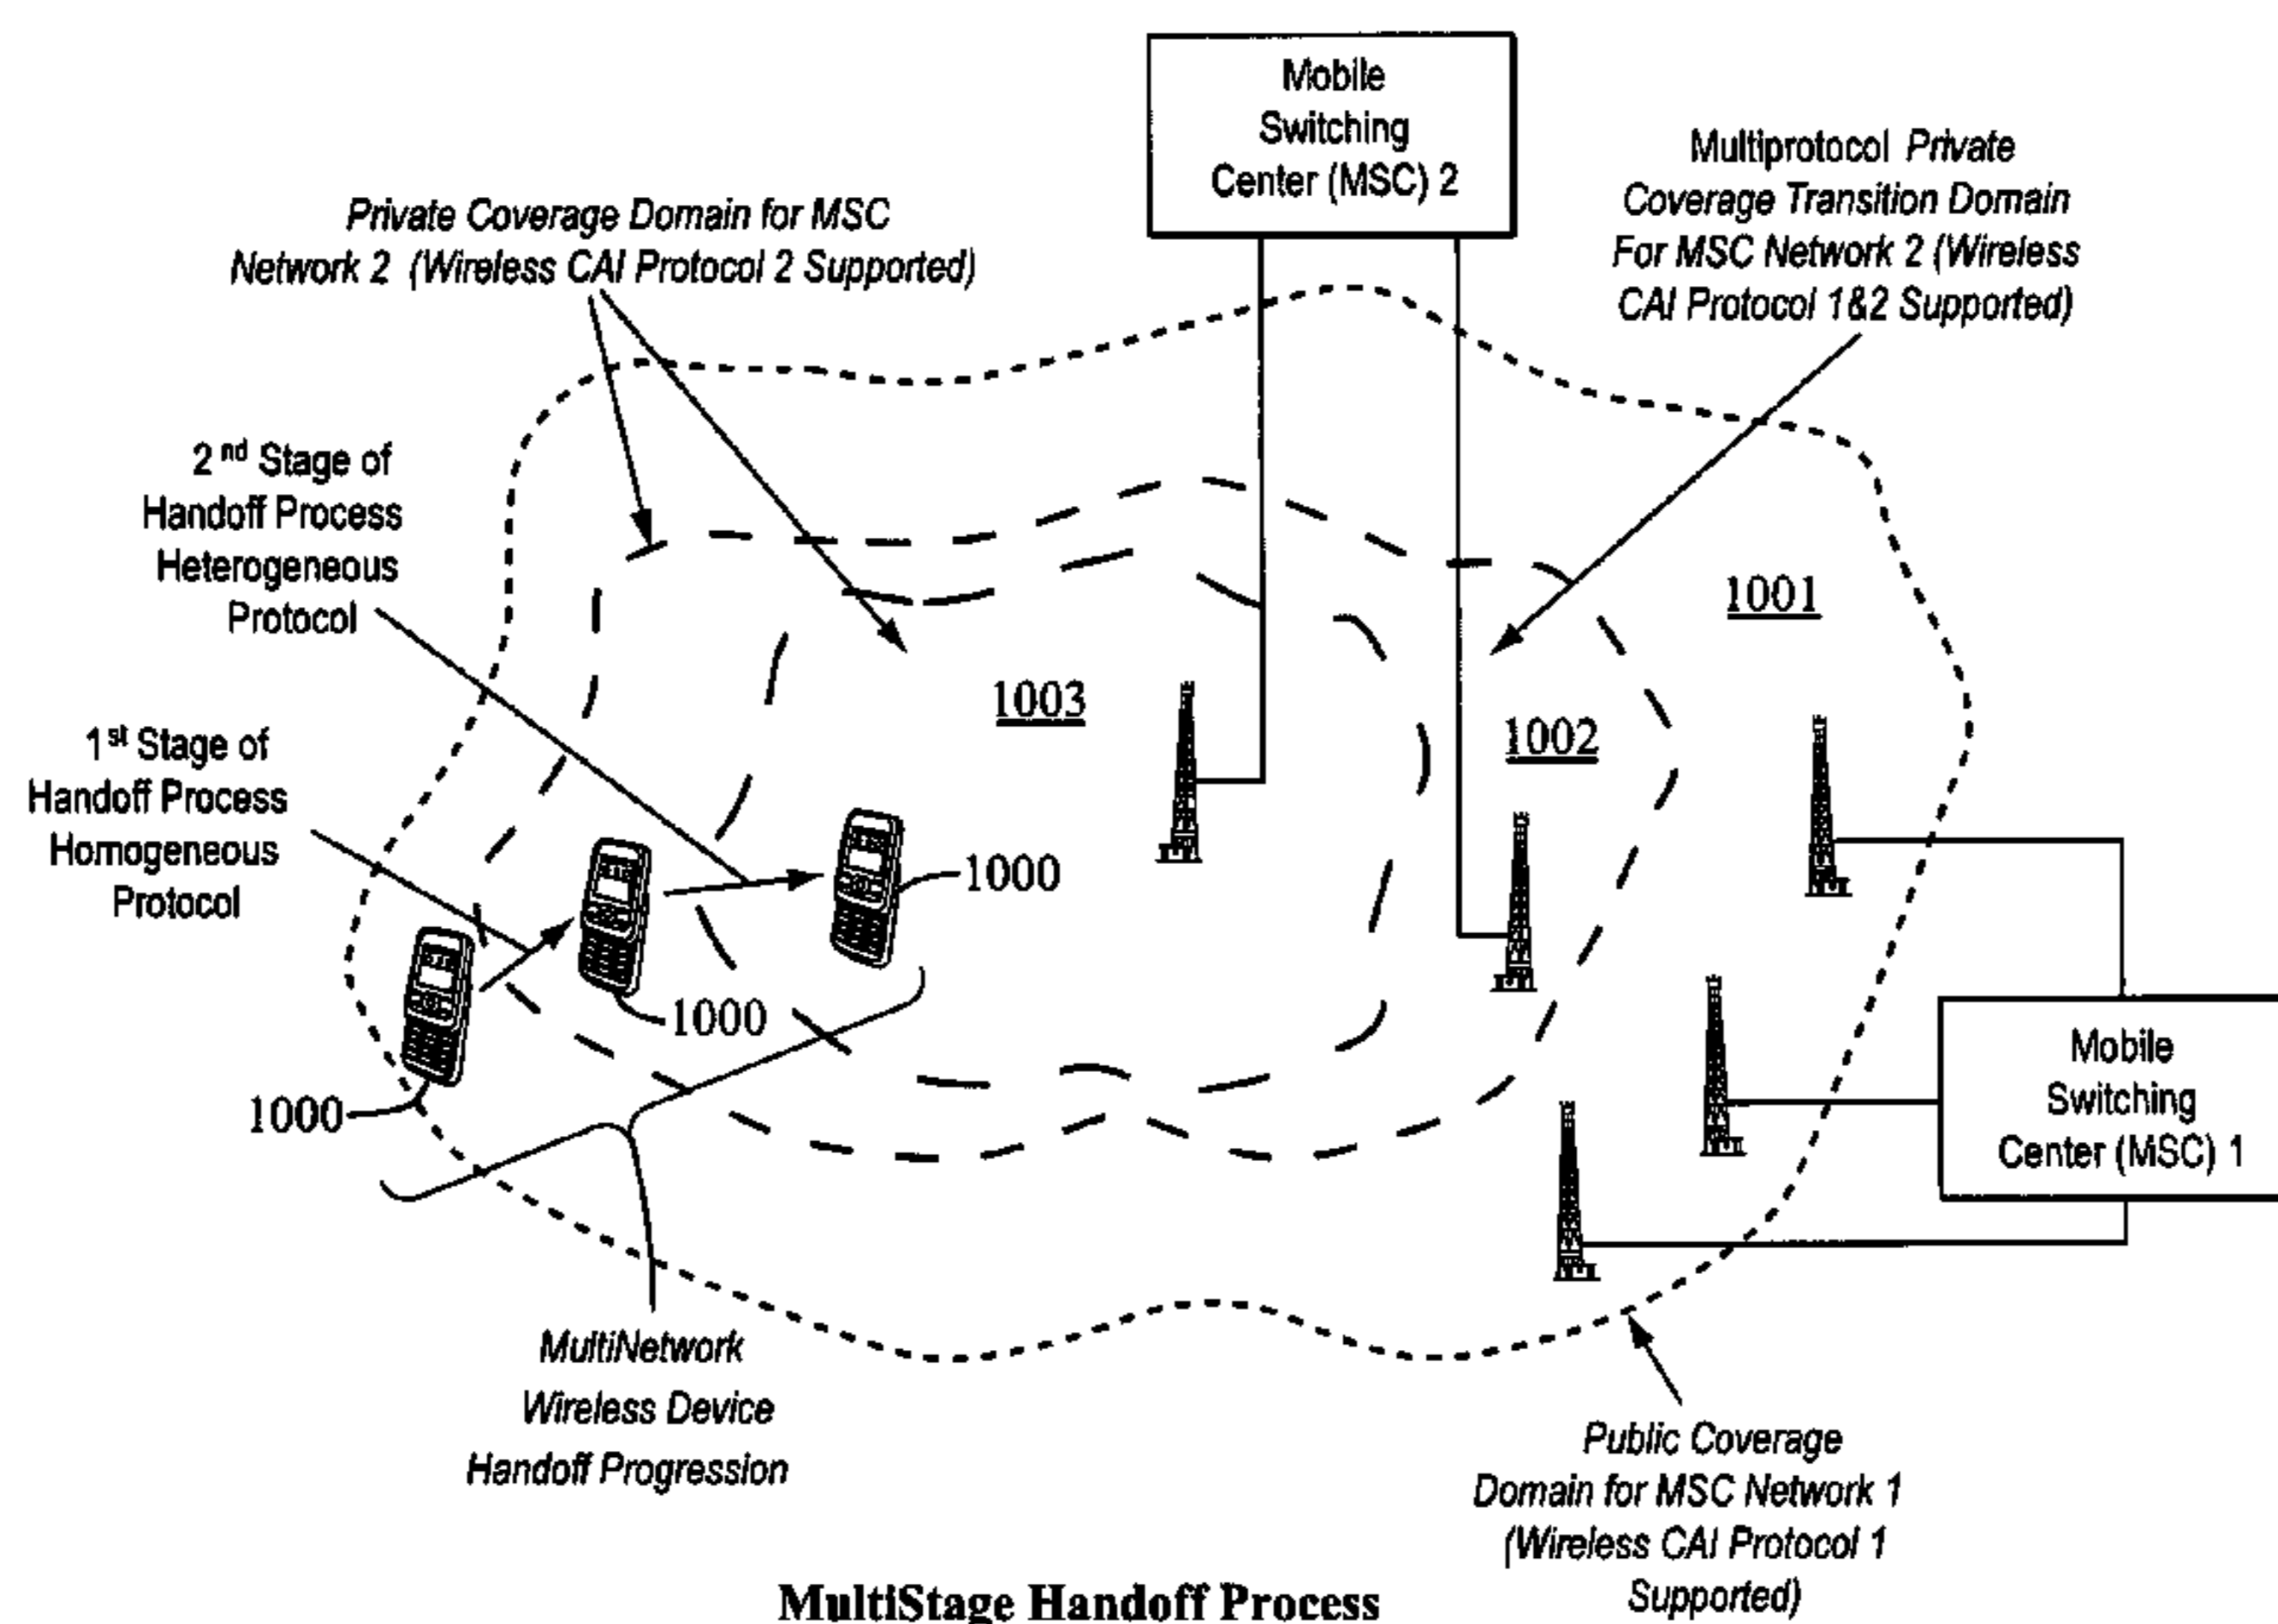 Mobile
Switching
Center (MSC) 2
Multiprotocol Private
Coverage Transition Domain
For MSC Network 2 (Wireless
CAI Protocol 1&2 Supported)
Private Coverage Domain for MSC
Network 2 (Wireless CAI Protocol 2 Supported)
2nd Stage of
Handoff Process
Heterogeneous
Protocol
1001
1003
1002
1st Stage of
Handoff Process
Homogeneous
Protocol
1000
1000
1000
Mobile
Switching
Center (MSC) 1
MultiNetwork
Wireless Device
Handoff Progression
Public Coverage
Domain for MSC Network 1
(Wireless CAI Protocol 1
Supported)
MultiStage Handoff Process